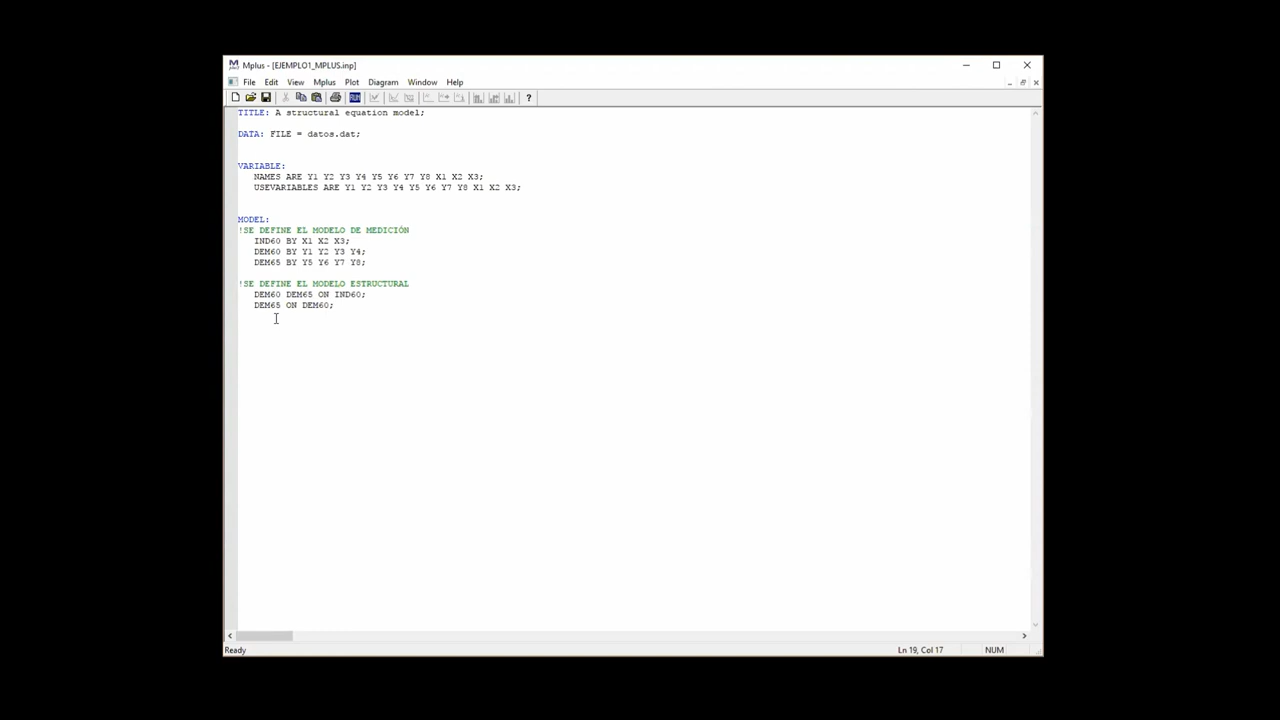 Mplus - [EJEMPLO1_MPLUS.inp]
File Edit View Mplus Plot Diagram Window Help
RUN ?
TITLE: A structural equation model;
DATA: FILE = datos.dat;
VARIABLE:
NAMES ARE Y1 Y2 Y3 Y4 Y5 Y6 Y7 Y8 X1 X2 X3;
USEVARIABLES ARE Y1 Y2 Y3 Y4 Y5 Y6 Y7 Y8 X1 X2 X3;
MODEL:
!SE DEFINE EL MODELO DE MEDICIÓN
IND60 BY X1 X2 X3;
DEM60 BY Y1 Y2 Y3 Y4;
DEM65 BY Y5 Y6 Y7 Y8;
!SE DEFINE EL MODELO ESTRUCTURAL
DEM60 DEM65 ON IND60;
DEM65 ON DEM60;
Ready Ln 19, Col 17 NUM